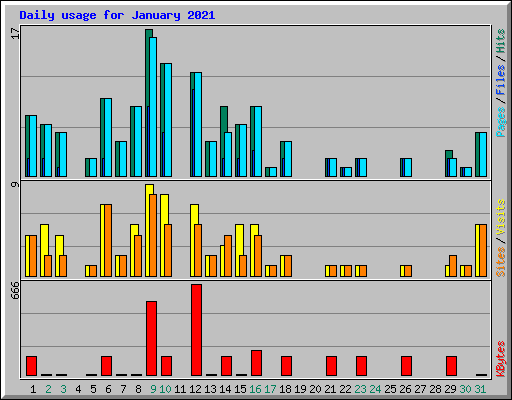 Daily usage for January 2021
17
9
666
Pages / Files / Hits
Sites / Visits
KBytes
1 2 3 4 5 6 7 8 9 10 11 12 13 14 15 16 17 18 19 20 21 22 23 24 25 26 27 28 29 30 31